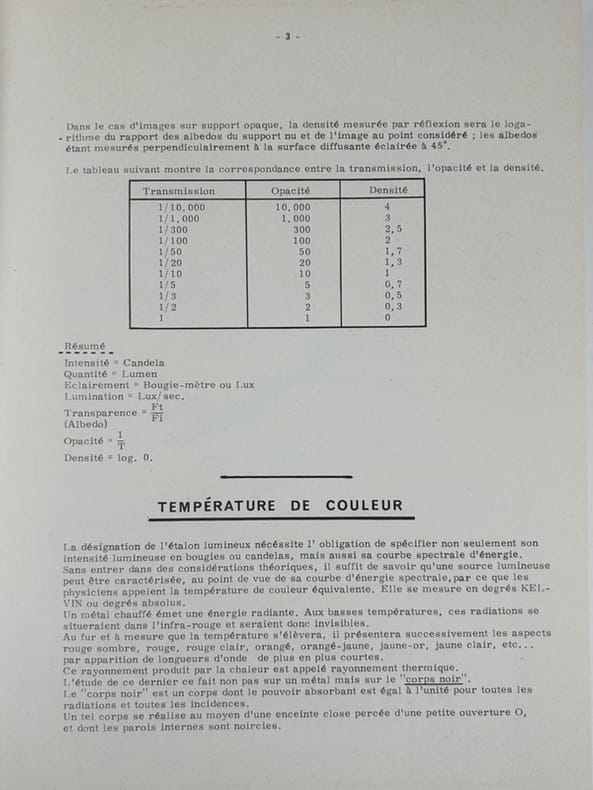 - 3 -
Dans le cas d'images sur support opaque, la densité mesurée par réflexion sera le loga-
- rithme du rapport des albedos du support nu et de l'image au point considéré ; les albedos
étant mesurés perpendiculairement à la surface diffusante éclairée à 45°.
Le tableau suivant montre la correspondance entre la transmission, l'opacité et la densité.
Transmission Opacité Densité
1/10.000 10.000 4
1/1.000 1.000 3
1/300 300 2,5
1/100 100 2
1/50 50 1,7
1/20 20 1,3
1/10 10 1
1/5 5 0,7
1/3 3 0,5
1/2 2 0,3
1 1 0
Résumé
Intensité = Candela
Quantité = Lumen
Eclairement = Bougie-mètre ou Lux
Lumination = Lux/sec.
Transparence = Ft/Fi
(Albedo)
Opacité = 1/T
Densité = log. 0.
TEMPÉRATURE DE COULEUR
La désignation de l'étalon lumineux nécéssite l' obligation de spécifier non seulement son
intensité lumineuse en bougies ou candelas, mais aussi sa courbe spectrale d'énergie.
Sans entrer dans des considérations théoriques, il suffit de savoir qu'une source lumineuse
peut être caractérisée, au point de vue de sa courbe d'énergie spectrale, par ce que les
physiciens appelent la température de couleur équivalente. Elle se mesure en degrés KEL-
VIN ou degrés absolus.
Un métal chauffé émet une énergie radiante. Aux basses températures, ces radiations se
situeraient dans l'infra-rouge et seraient donc invisibles.
Au fur et à mesure que la température s'élèvera, il présentera successivement les aspects
rouge sombre, rouge, rouge clair, orangé, orangé-jaune, jaune-or, jaune clair, etc...
par apparition de longueurs d'onde de plus en plus courtes.
Ce rayonnement produit par la chaleur est appelé rayonnement thermique.
L'étude de ce dernier ce fait non pas sur un métal mais sur le "corps noir".
Le "corps noir" est un corps dont le pouvoir absorbant est égal à l'unité pour toutes les
radiations et toutes les incidences.
Un tel corps se réalise au moyen d'une enceinte close percée d'une petite ouverture O,
et dont les parois internes sont noircies.